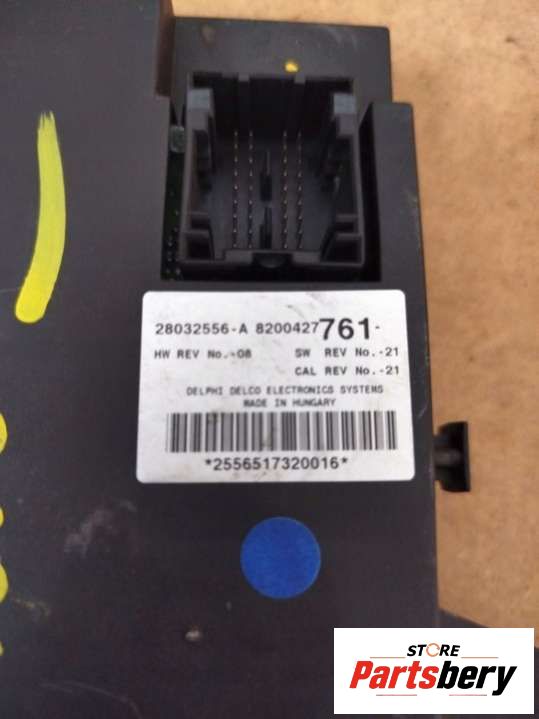 28032556-A 8200427761-
HW REV No.-08 SW REV No.-21
CAL REV No.-21
DELPHI DELCO ELECTRONICS SYSTEMS
MADE IN HUNGARY
*2556517320016*
STORE
Partsbery